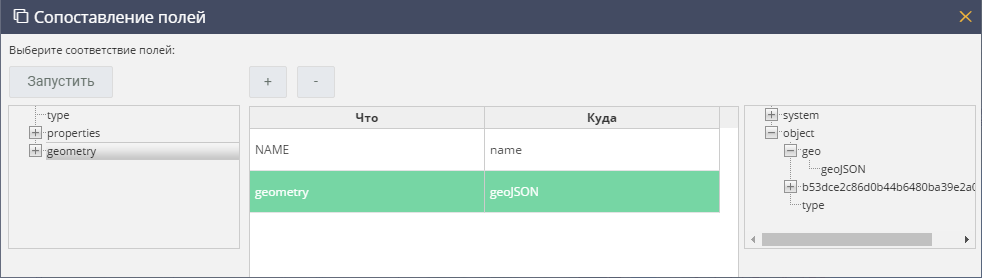 Сопоставление полей
Выберите соответствие полей:
Запустить
+
-
type
properties
geometry
Что
Куда
NAME
name
geometry
geoJSON
system
object
geo
geoJSON
b53dce2c86d0b44b6480ba39e2a0
type